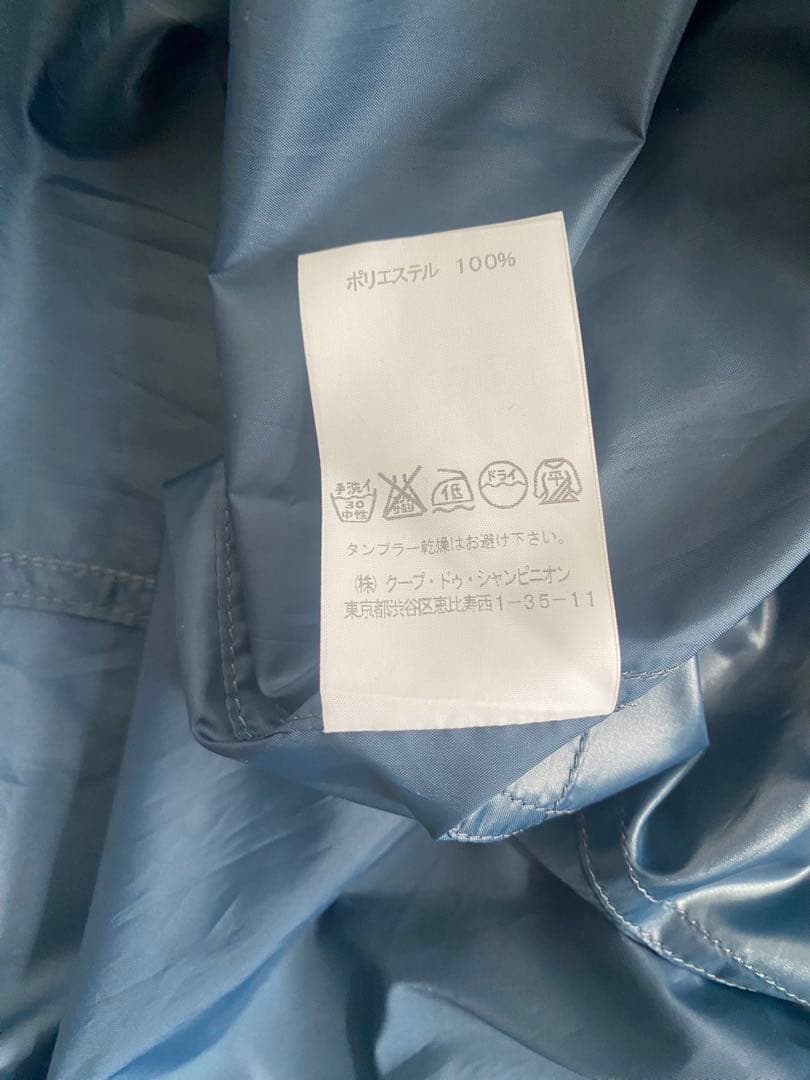 ポリエステル 100%
手洗イ 30 中性 低 ドライ 平
タンブラー乾燥はお避け下さい。
(株) クープ・ドゥ・シャンピニオン
東京都渋谷区恵比寿西1-35-11